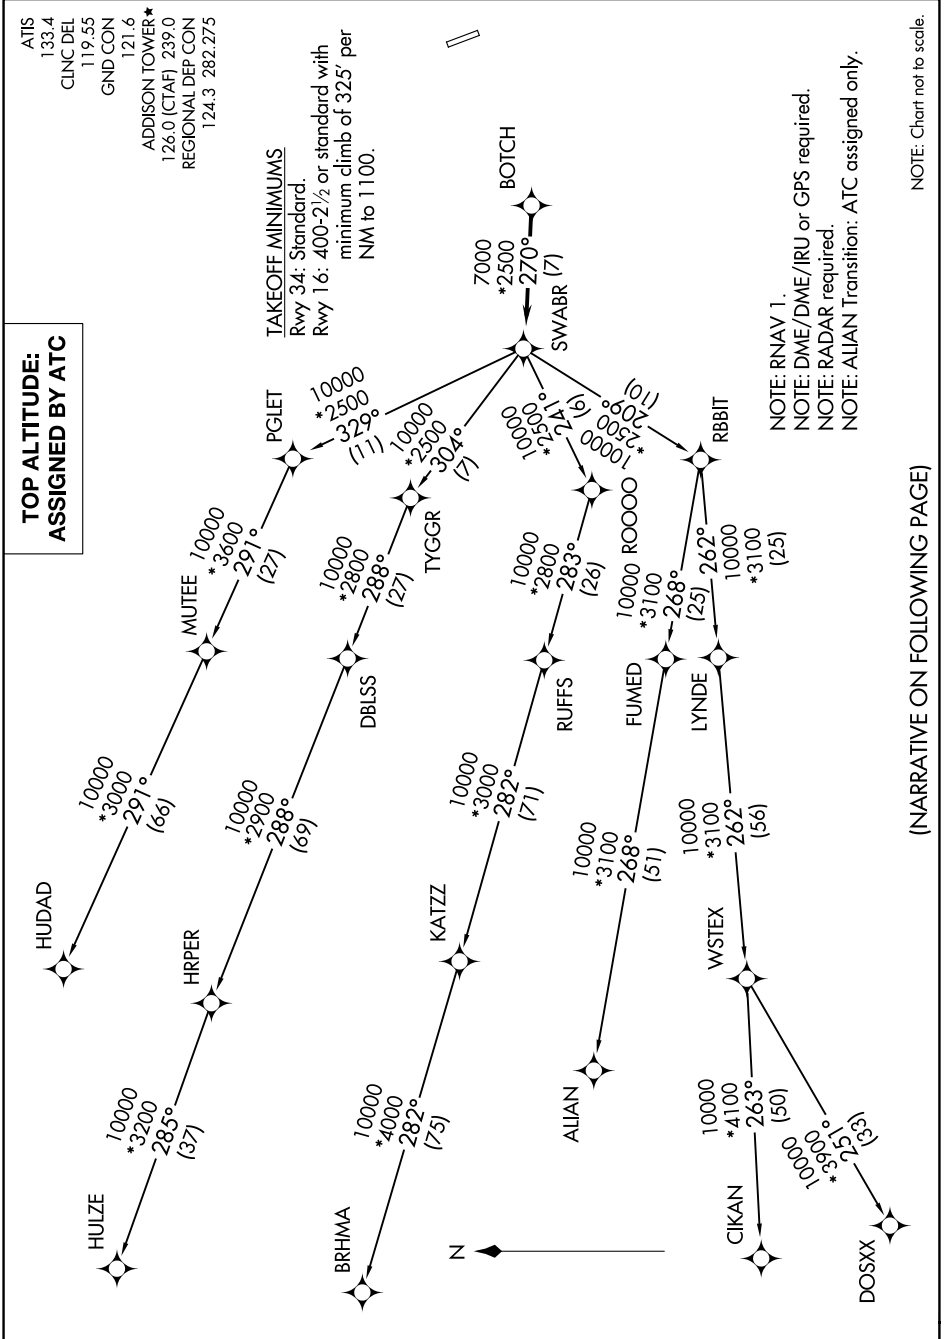 ATIS
133.4
CLNC DEL
119.55
GND CON
121.6
ADDISON TOWER★
126.0 (CTAF) 239.0
REGIONAL DEP CON
124.3 282.275
TOP ALTITUDE:
ASSIGNED BY ATC
TAKEOFF MINIMUMS
Rwy 34: Standard.
Rwy 16: 400-2½ or standard with
minimum climb of 325' per
NM to 1100.
BOTCH
7000
*2500
270°
(7)
SWABR
10000
*2500
329°
(11)
PGLET
10000
*3600
291°
(27)
MUTEE
10000
*3000
291°
(66)
HUDAD
10000
*2500
304°
(7)
TYGGR
10000
*2800
288°
(27)
DBLSS
10000
*2900
288°
(69)
HRPER
10000
*3200
285°
(37)
HULZE
10000
*2500
241°
(6)
ROOOO
10000
*2800
283°
(26)
RUFFS
10000
*3000
282°
(71)
KATZZ
10000
*4000
282°
(75)
BRHMA
10000
*2500
209°
(10)
RBBIT
10000
*3100
268°
(25)
FUMED
10000
*3100
268°
(51)
ALIAN
262°
10000
*3100
(25)
LYNDE
10000
*3100
262°
(56)
WSTEX
10000
*4100
263°
(50)
CIKAN
10000
*3900
251°
(33)
DOSXX
N
NOTE: RNAV 1.
NOTE: DME/DME/IRU or GPS required.
NOTE: RADAR required.
NOTE: ALIAN Transition: ATC assigned only.
NOTE: Chart not to scale.
(NARRATIVE ON FOLLOWING PAGE)